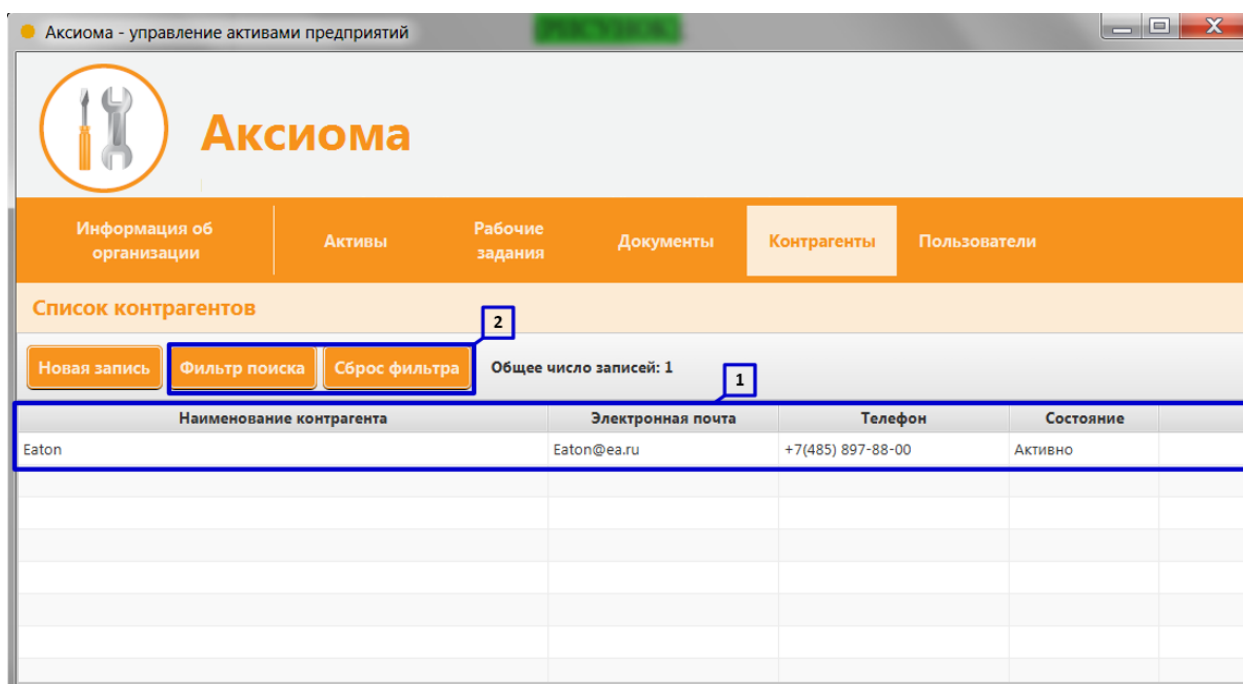 Аксиома - управление активами предприятий
РИСУНОК
Аксиома
Информация об
организации
Активы
Рабочие
задания
Документы
Контрагенты
Пользователи
Список контрагентов
2
Новая запись
Фильтр поиска
Сброс фильтра
Общее число записей: 1
1
Наименование контрагента
Электронная почта
Телефон
Состояние
Eaton
Eaton@ea.ru
+7(485) 897-88-00
Активно